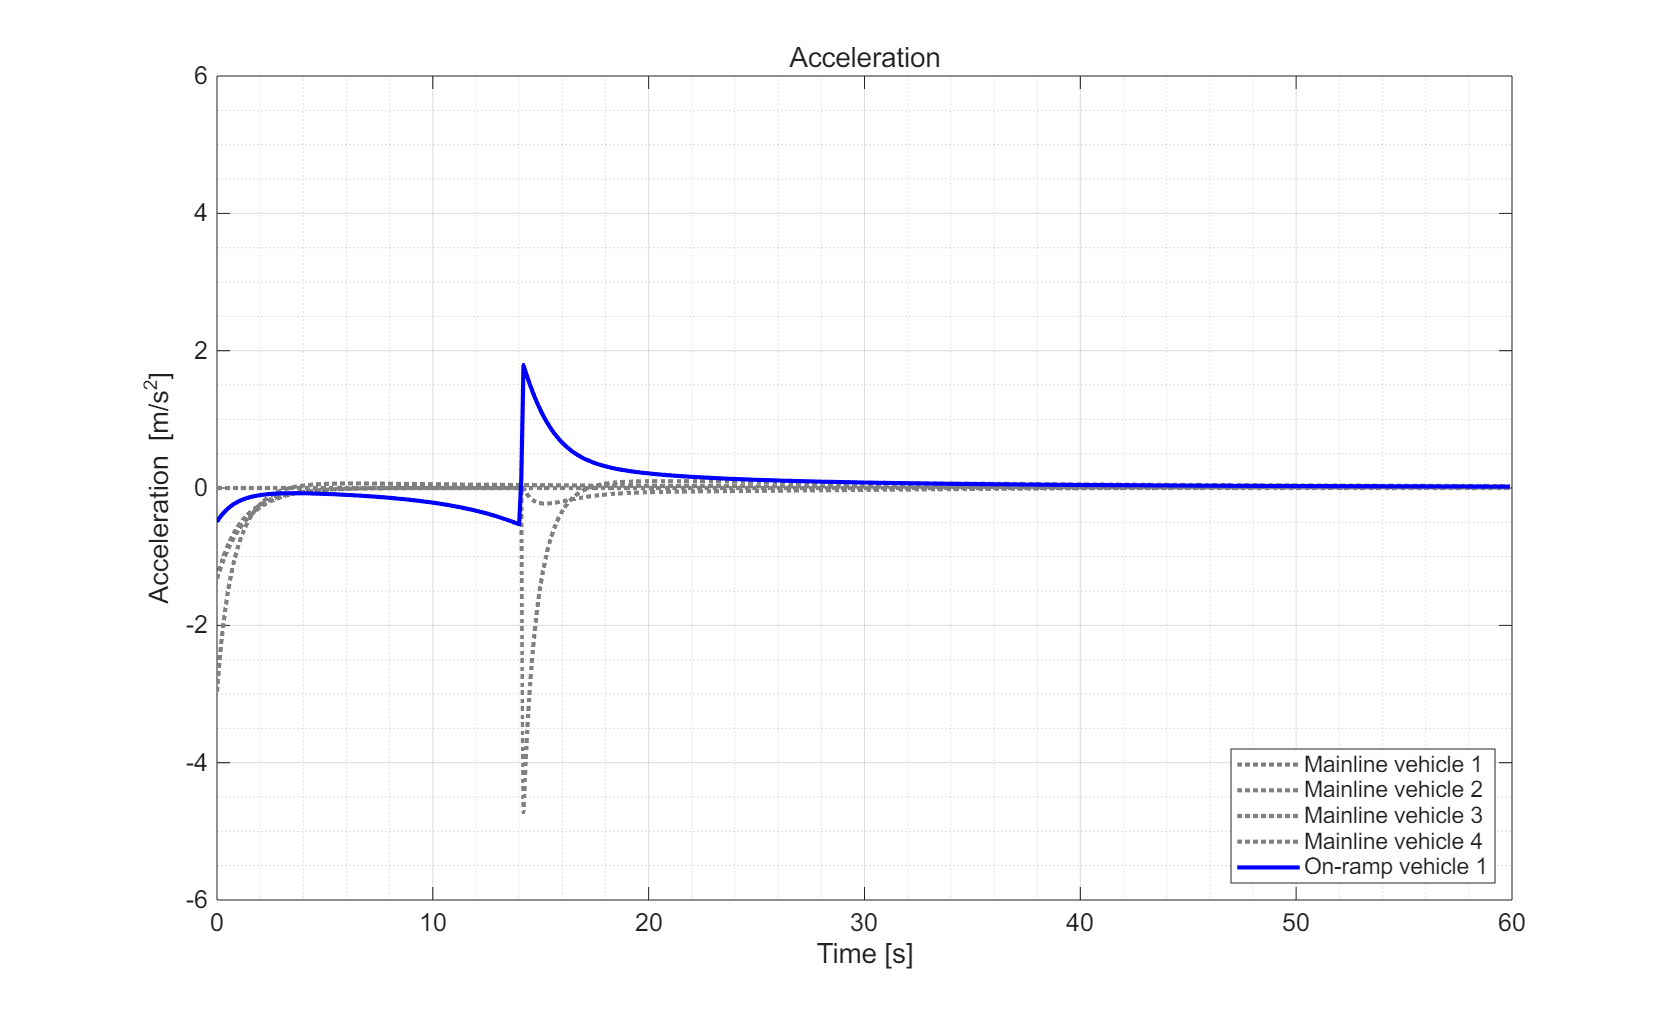 Acceleration
6
4
2
0
-2
-4
-6
Acceleration [m/s²]
0 10 20 30 40 50 60
Time [s]
Mainline vehicle 1
Mainline vehicle 2
Mainline vehicle 3
Mainline vehicle 4
On-ramp vehicle 1